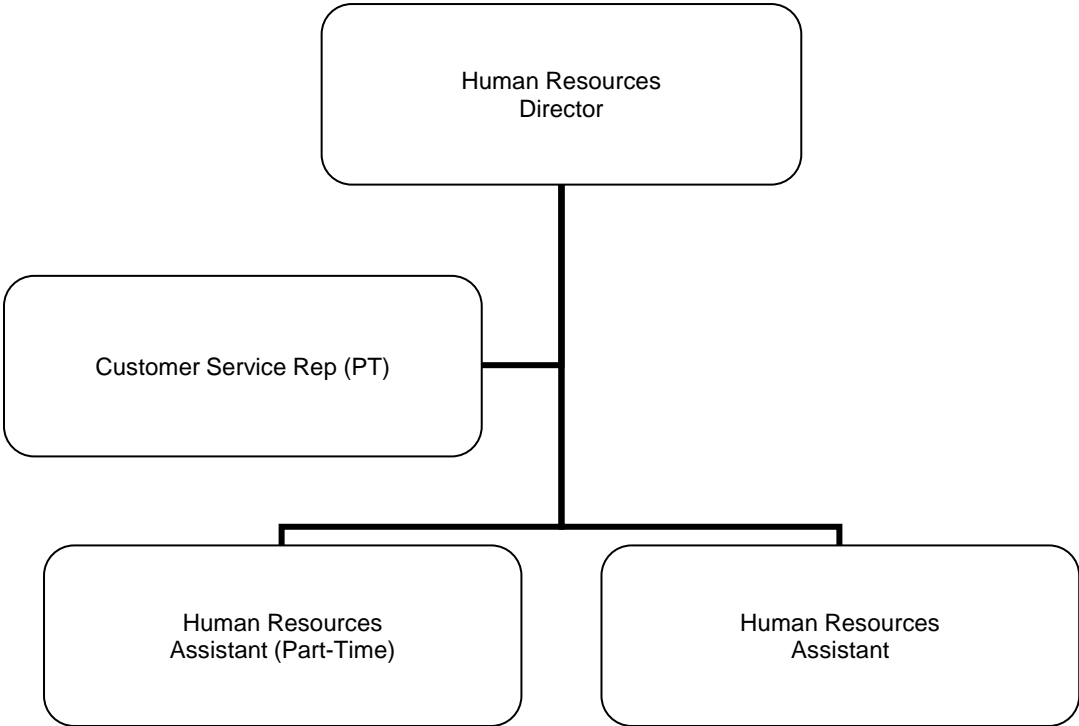 Human Resources
Director
Customer Service Rep (PT)
Human Resources
Assistant (Part-Time)
Human Resources
Assistant